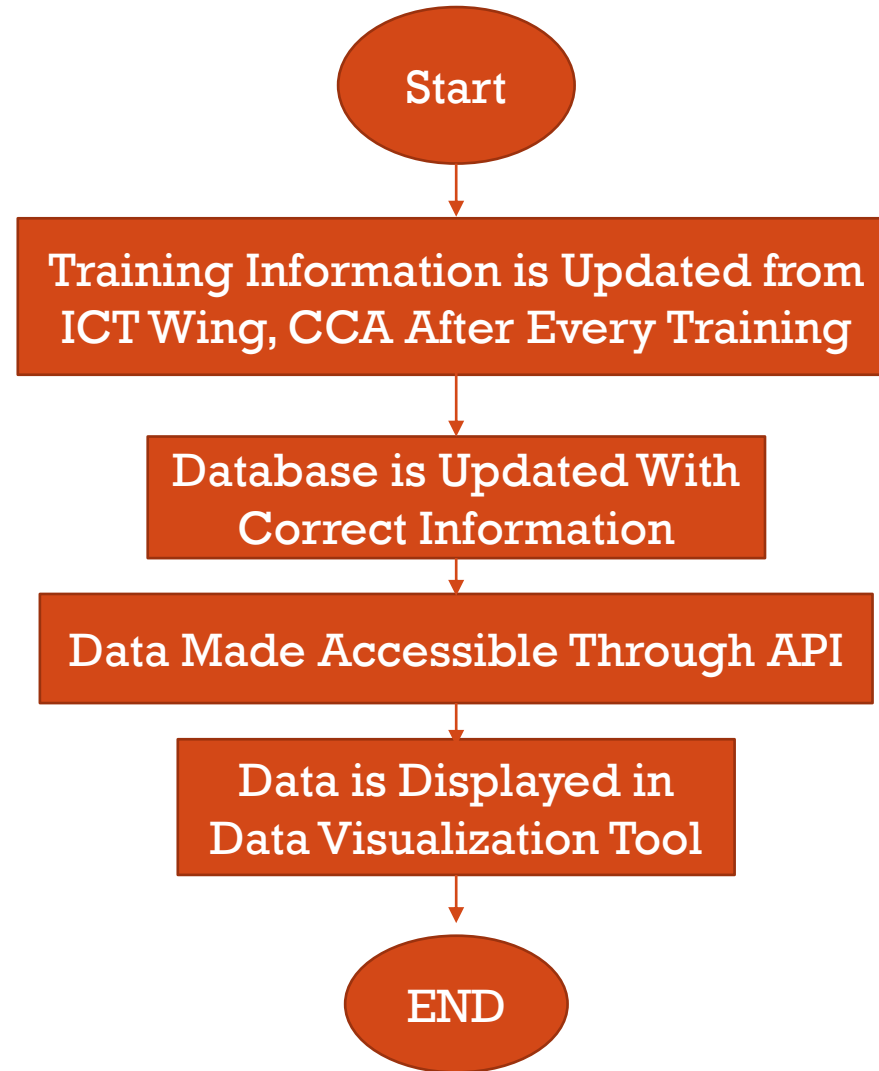 Start
Training Information is Updated from
ICT Wing, CCA After Every Training
Database is Updated With
Correct Information
Data Made Accessible Through API
Data is Displayed in
Data Visualization Tool
END